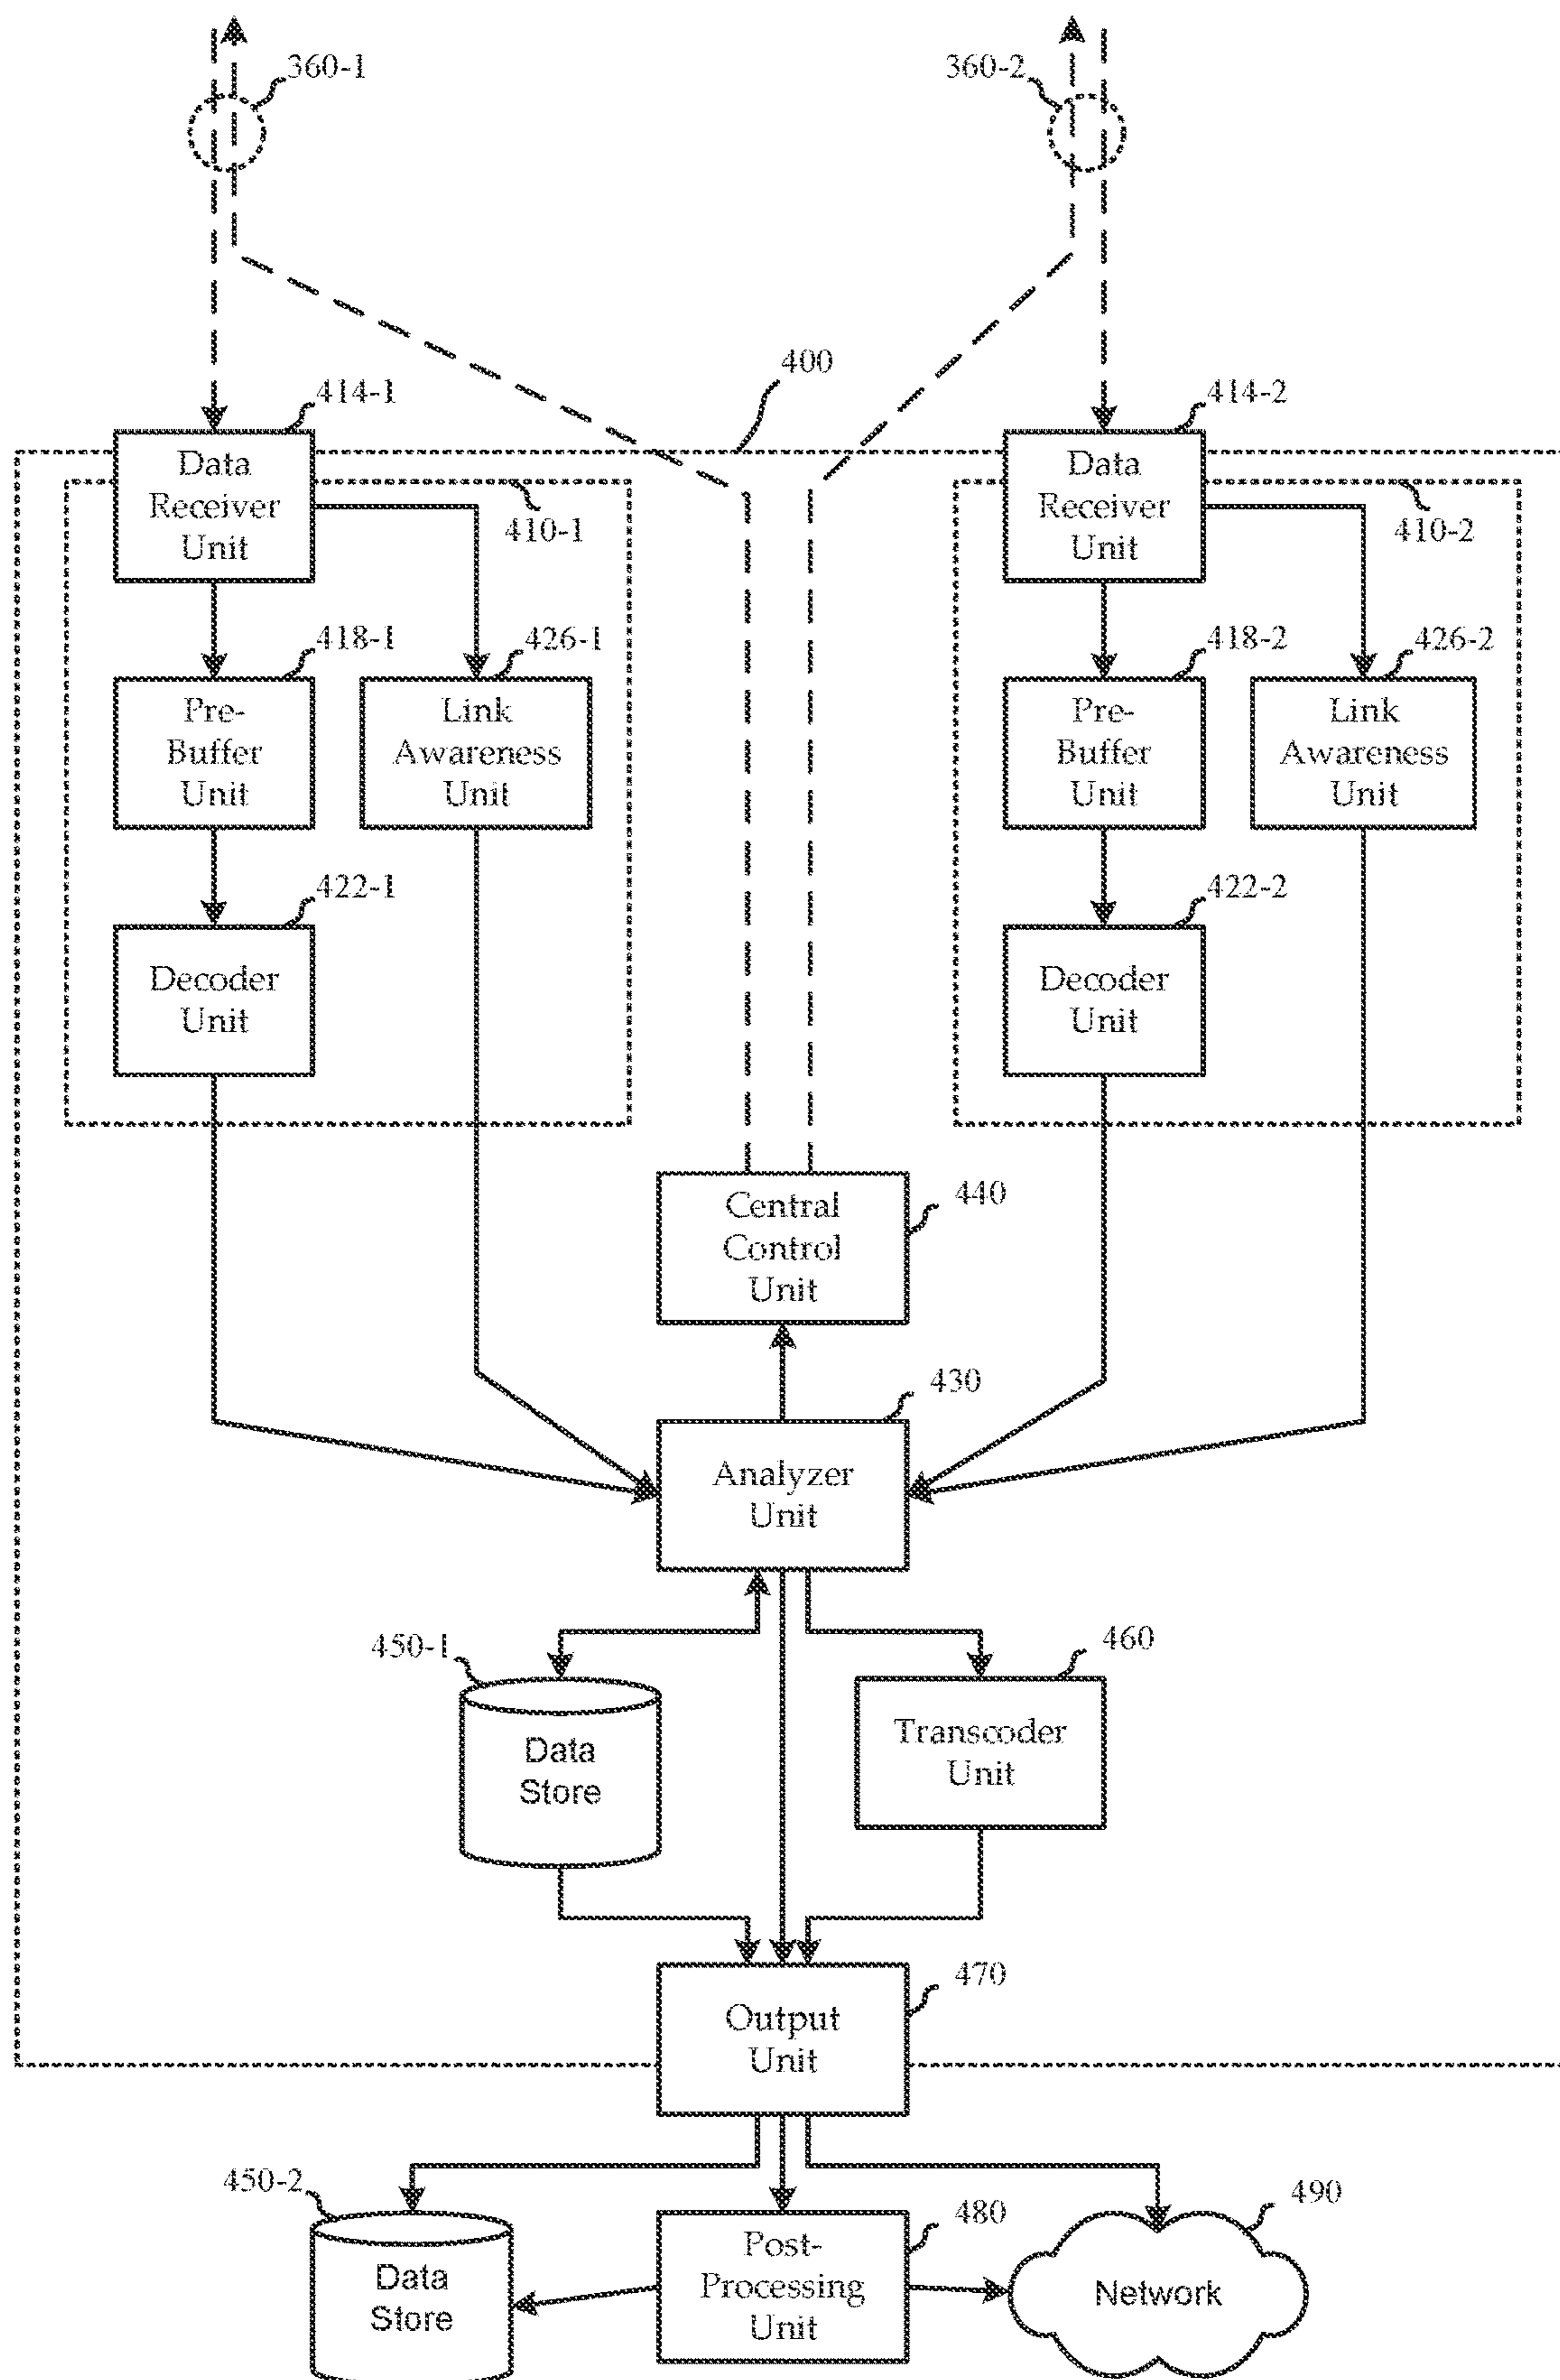 360-1
360-2
400
414-1
414-2
Data
Receiver
Unit
Data
Receiver
Unit
410-1
410-2
418-1
426-1
418-2
426-2
Pre-
Buffer
Unit
Link
Awareness
Unit
Pre-
Buffer
Unit
Link
Awareness
Unit
422-1
422-2
Decoder
Unit
Decoder
Unit
440
Central
Control
Unit
430
Analyzer
Unit
450-1
460
Data
Store
Transcoder
Unit
470
Output
Unit
450-2
480
490
Data
Store
Post-
Processing
Unit
Network